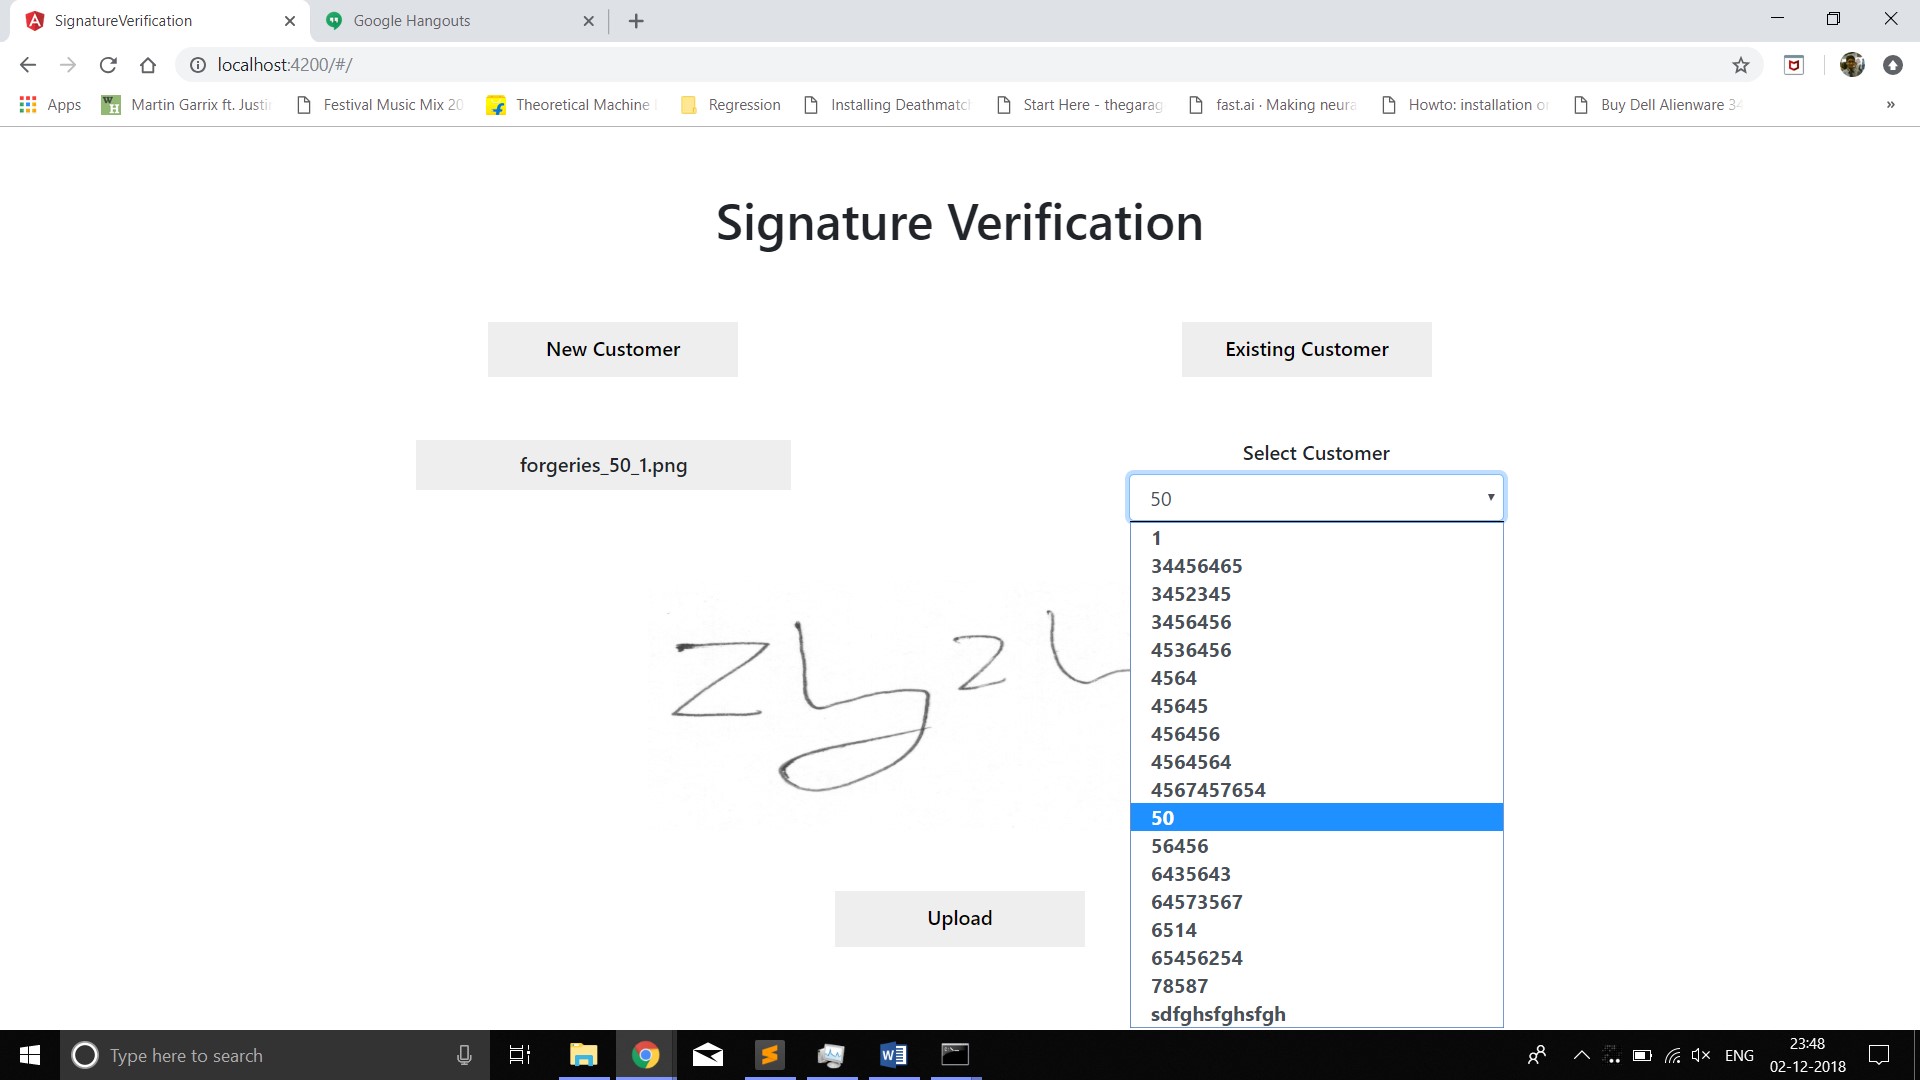 SignatureVerification
Google Hangouts
localhost:4200/#/
Apps
Martin Garrix ft. Justi
Festival Music Mix 20
Theoretical Machine
Regression
Installing Deathmatc
Start Here - thegarag
fast.ai · Making neura
Howto: installation o
Buy Dell Alienware 34
»
Signature Verification
New Customer
Existing Customer
forgeries_50_1.png
Select Customer
50
1
34456465
3452345
3456456
4536456
4564
45645
456456
4564564
4567457654
50
56456
6435643
64573567
6514
65456254
78587
sdfghsfghsfgh
Upload
Type here to search
ENG
23:48
02-12-2018